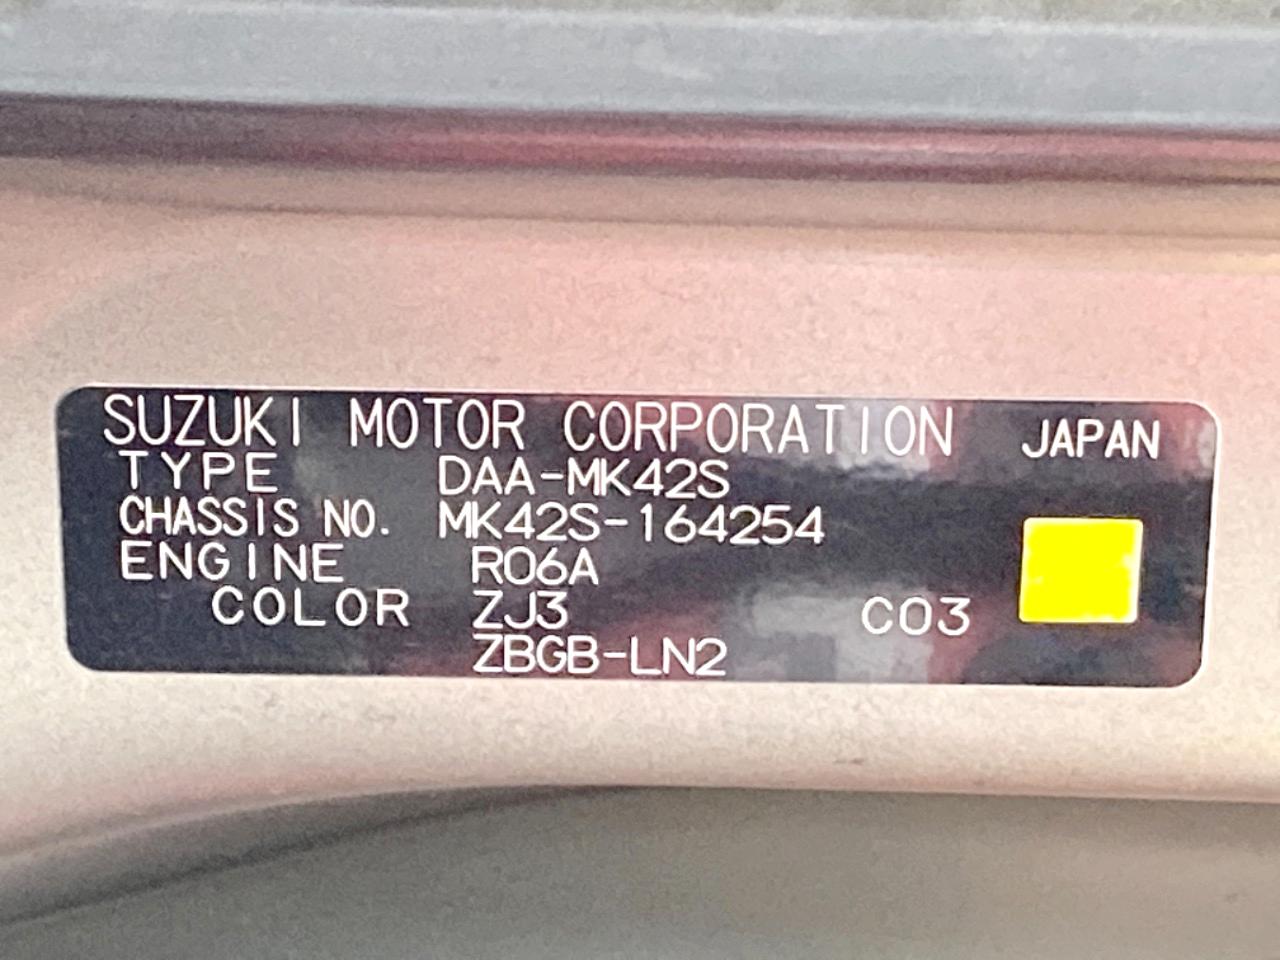 SUZUKI MOTOR CORPORATION JAPAN
TYPE DAA-MK42S
CHASSIS NO. MK42S-164254
ENGINE R06A
COLOR ZJ3 C03
ZBGB-LN2